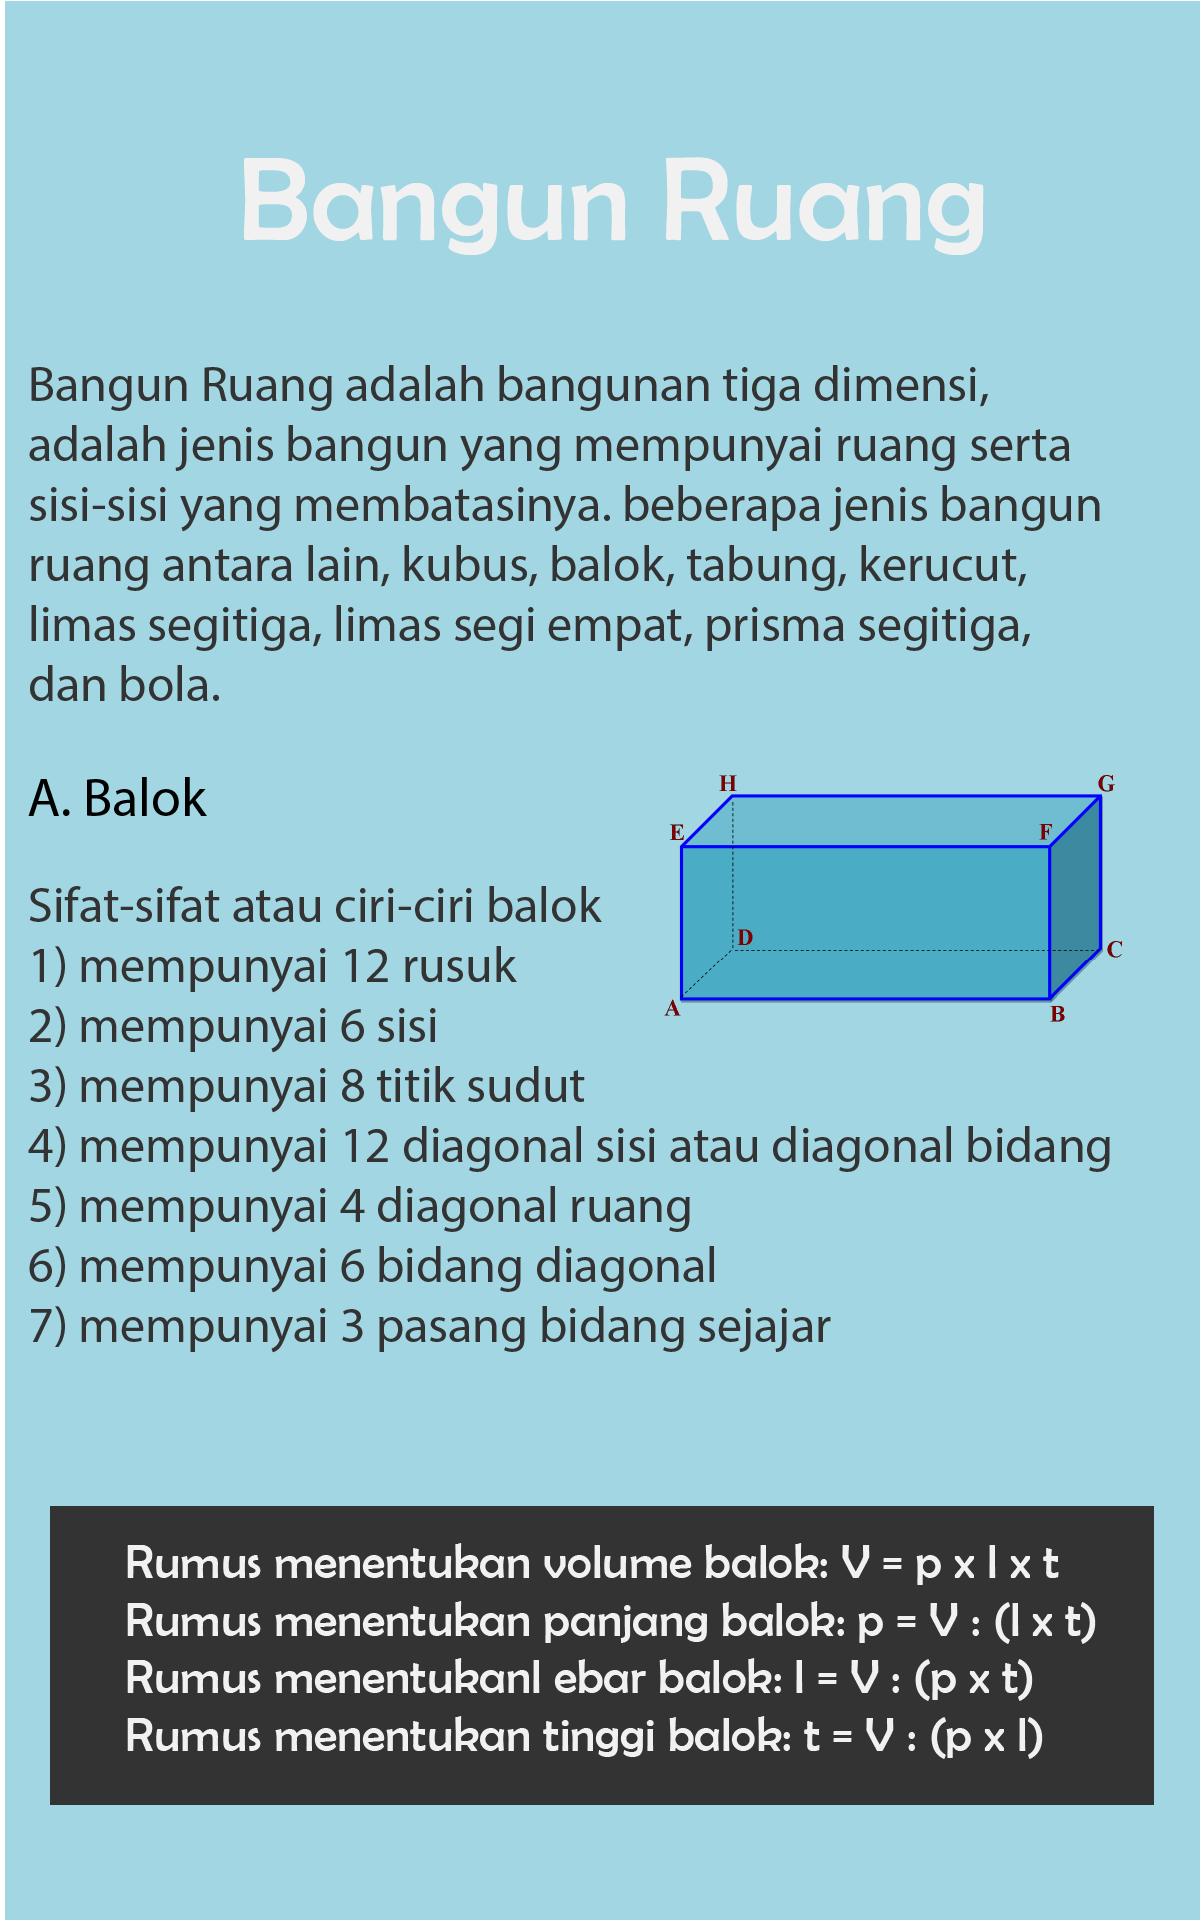 Bangun Ruang
Bangun Ruang adalah bangunan tiga dimensi,
adalah jenis bangun yang mempunyai ruang serta
sisi-sisi yang membatasinya. beberapa jenis bangun
ruang antara lain, kubus, balok, tabung, kerucut,
limas segitiga, limas segi empat, prisma segitiga,
dan bola.
A. Balok
H G
E F
D
C
A
B
Sifat-sifat atau ciri-ciri balok
1) mempunyai 12 rusuk
2) mempunyai 6 sisi
3) mempunyai 8 titik sudut
4) mempunyai 12 diagonal sisi atau diagonal bidang
5) mempunyai 4 diagonal ruang
6) mempunyai 6 bidang diagonal
7) mempunyai 3 pasang bidang sejajar
Rumus menentukan volume balok: V = p x l x t
Rumus menentukan panjang balok: p = V : (l x t)
Rumus menentukanl ebar balok: l = V : (p x t)
Rumus menentukan tinggi balok: t = V : (p x l)